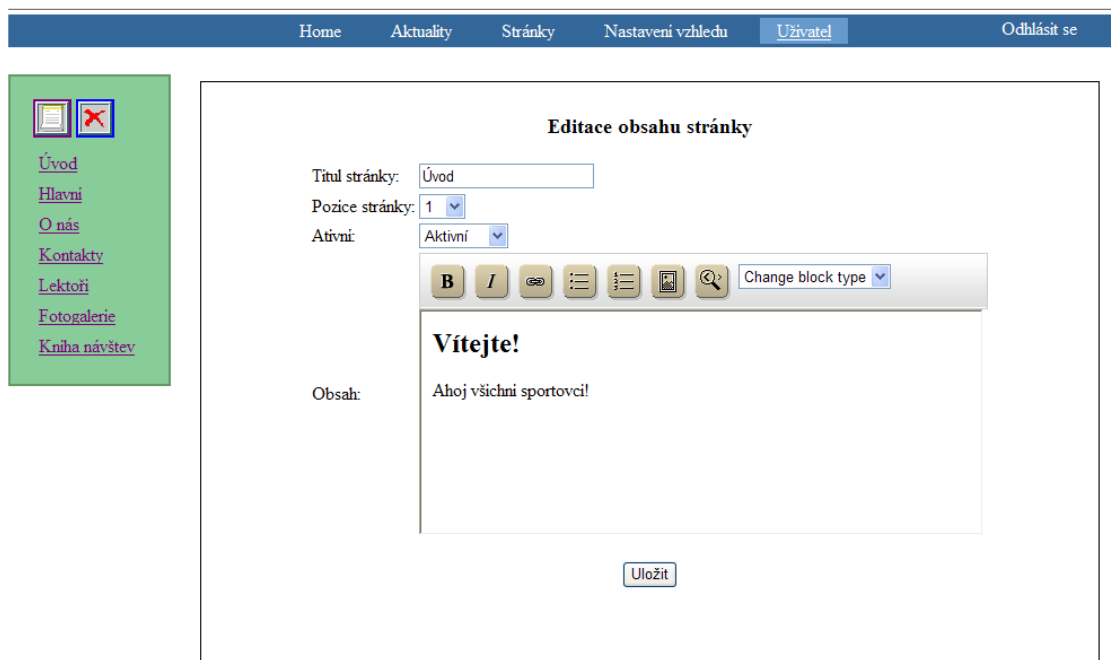 Home Aktuality Stránky Nastavení vzhledu Uživatel Odhlásit se
Úvod
Hlavní
O nás
Kontakty
Lektoři
Fotogalerie
Kniha návštev
Editace obsahu stránky
Titul stránky: Úvod
Pozice stránky: 1
Ativní: Aktivní
B I Change block type
Obsah:
Vítejte!
Ahoj všichni sportovci!
Uložit